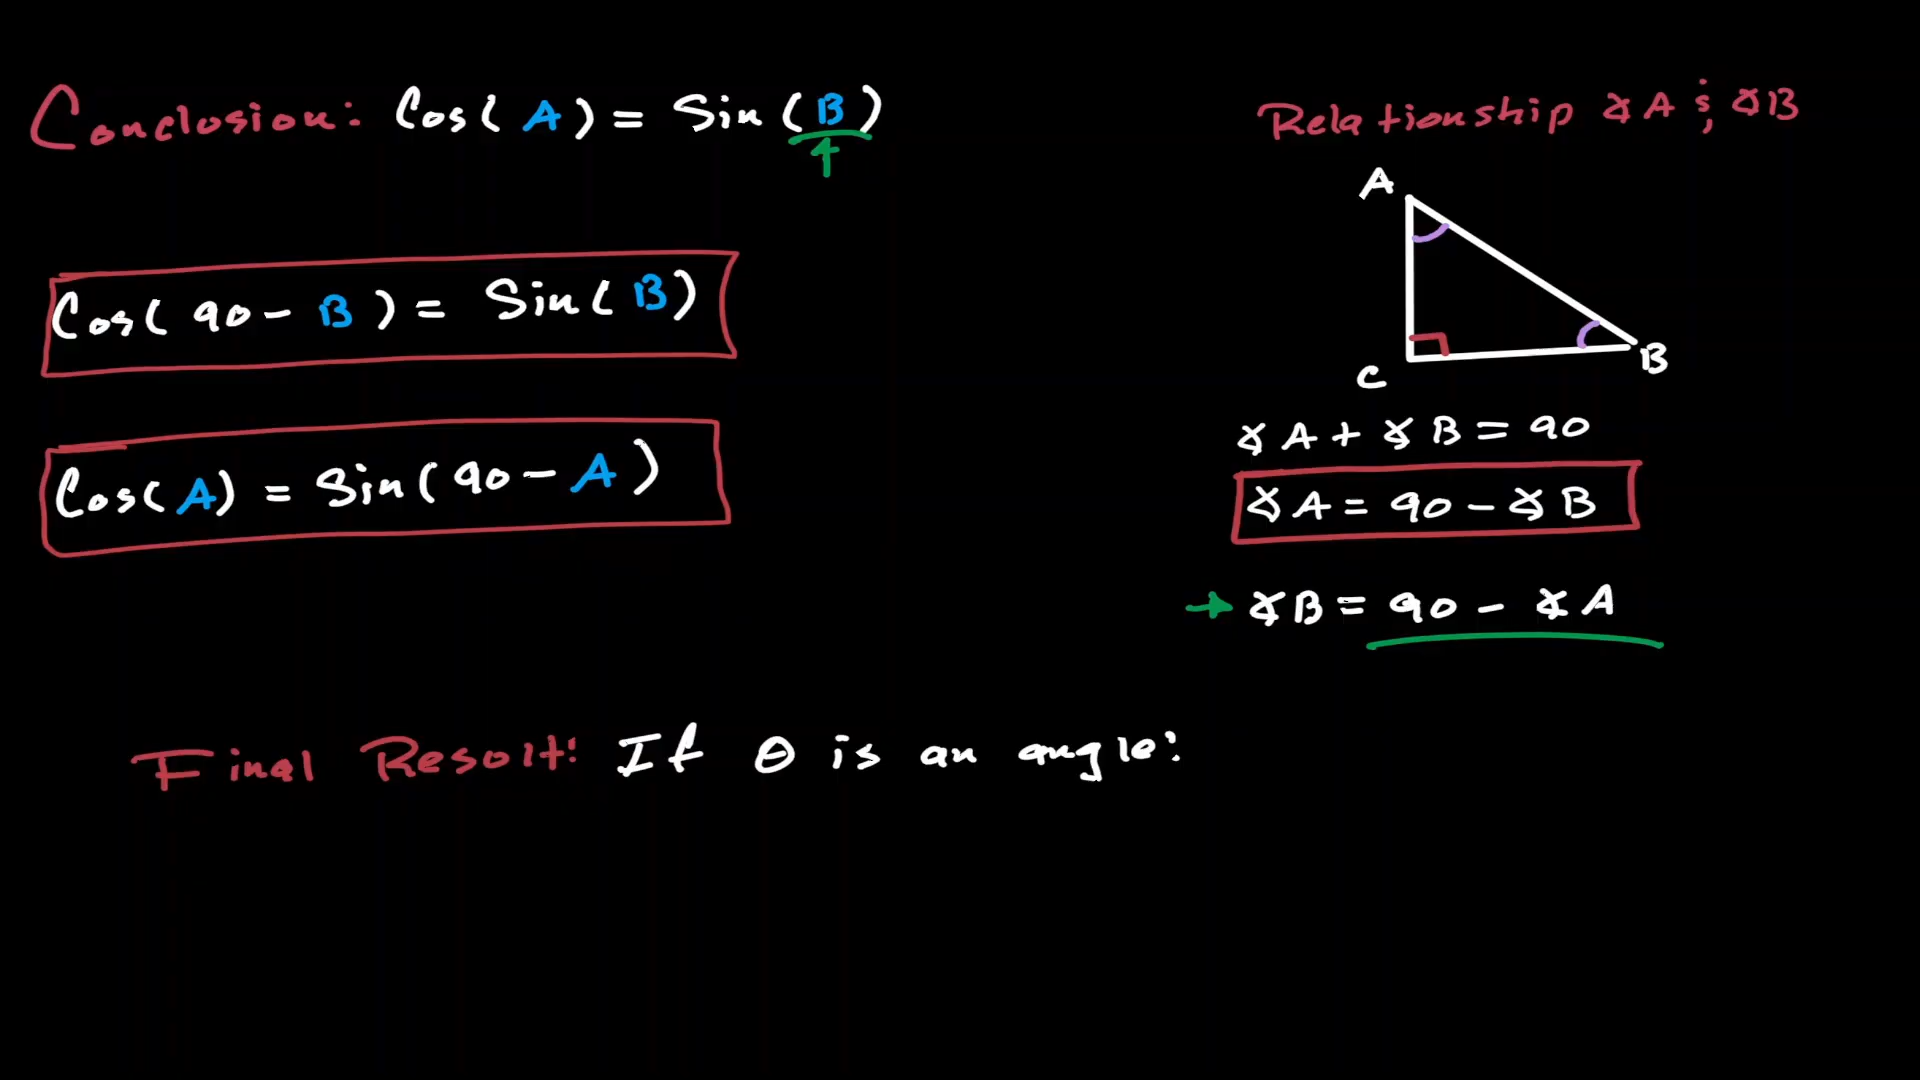 Conclusion: Cos(A) = Sin(B)
Cos(90-B) = Sin(B)
Cos(A) = Sin(90-A)
Relationship ∡A & ∡B
A
C
B
∡A + ∡B = 90
∡A = 90 - ∡B
→ ∡B = 90 - ∡A
Final Result: If θ is an angle: